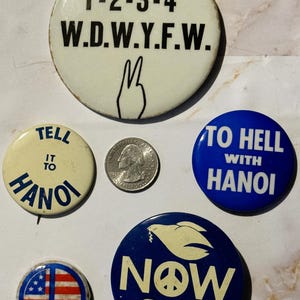 1-2-3-4
W.D.W.Y.F.W.
TELL
IT
TO
HANOI
TO HELL
WITH
HANOI
NOW